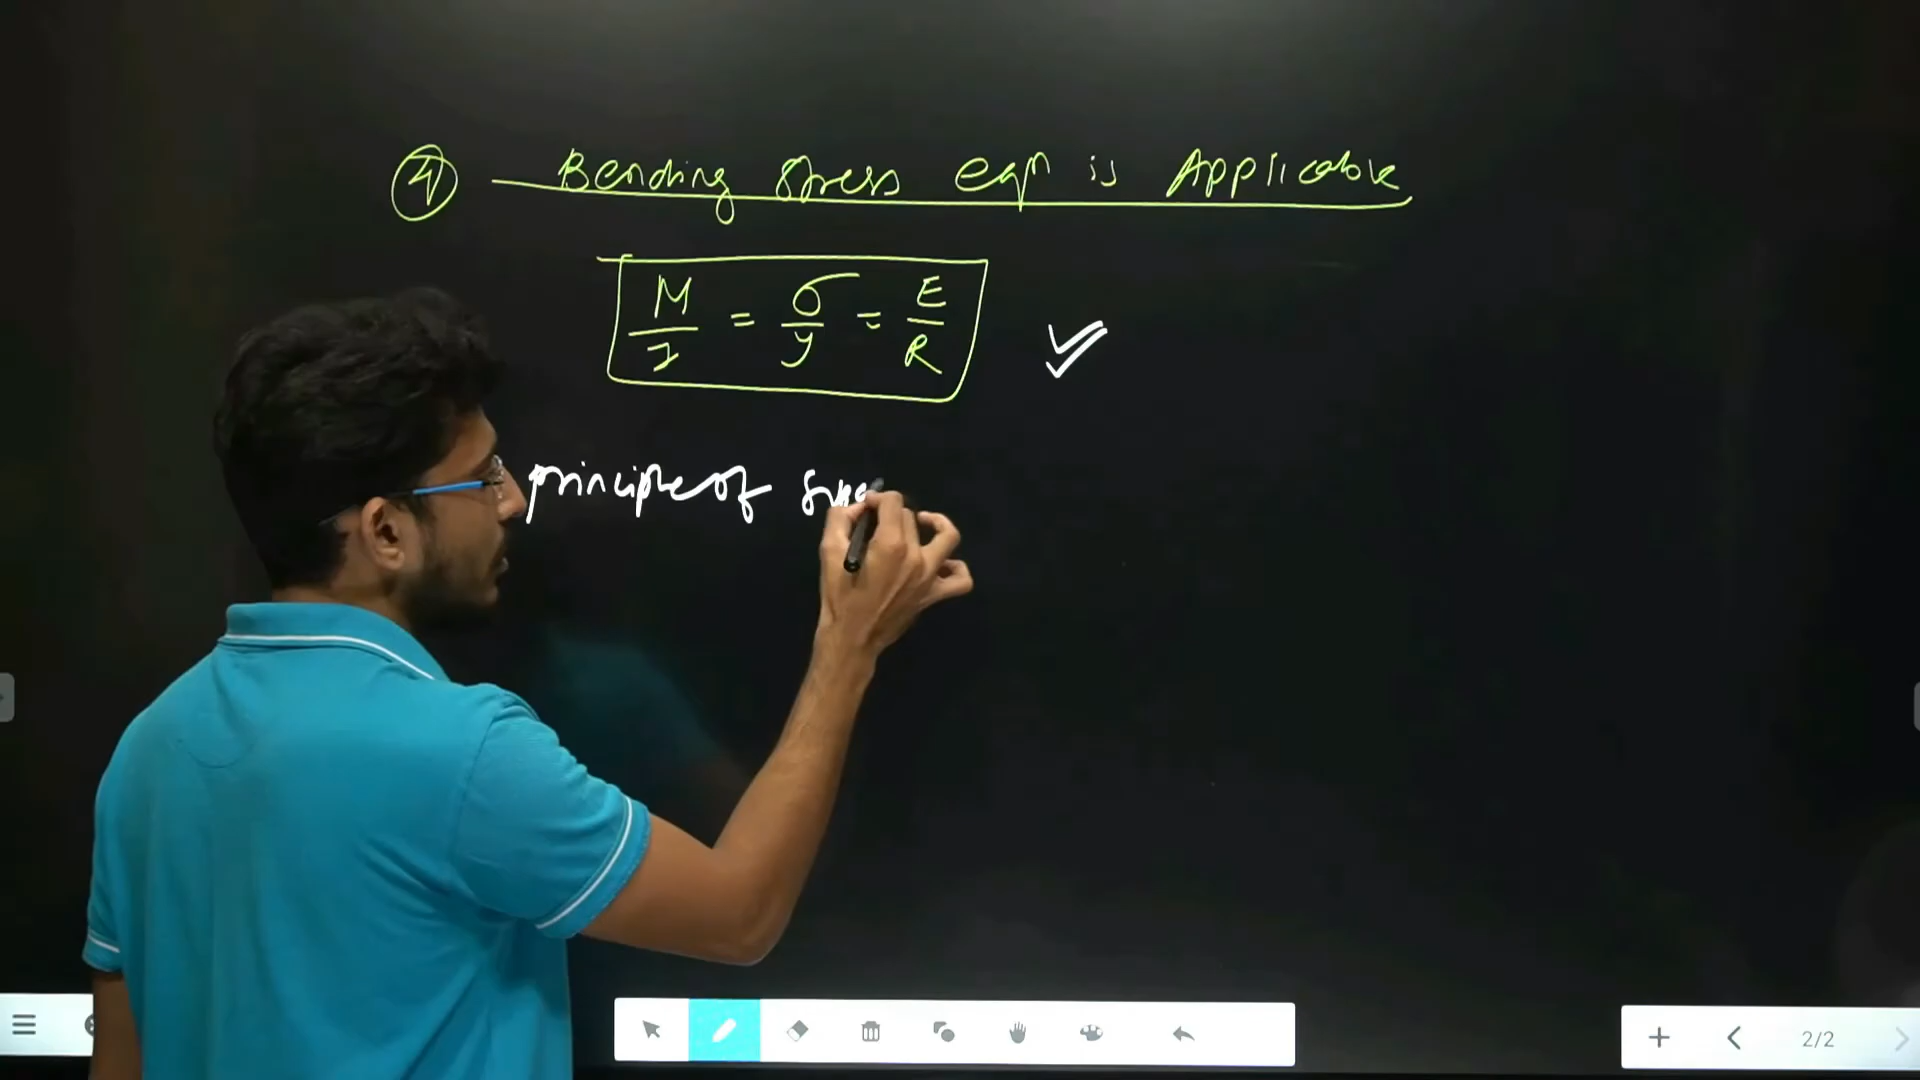 ④ Bending stress eqn is Applicable
M/I = σ/y = E/R
principle of
2/2